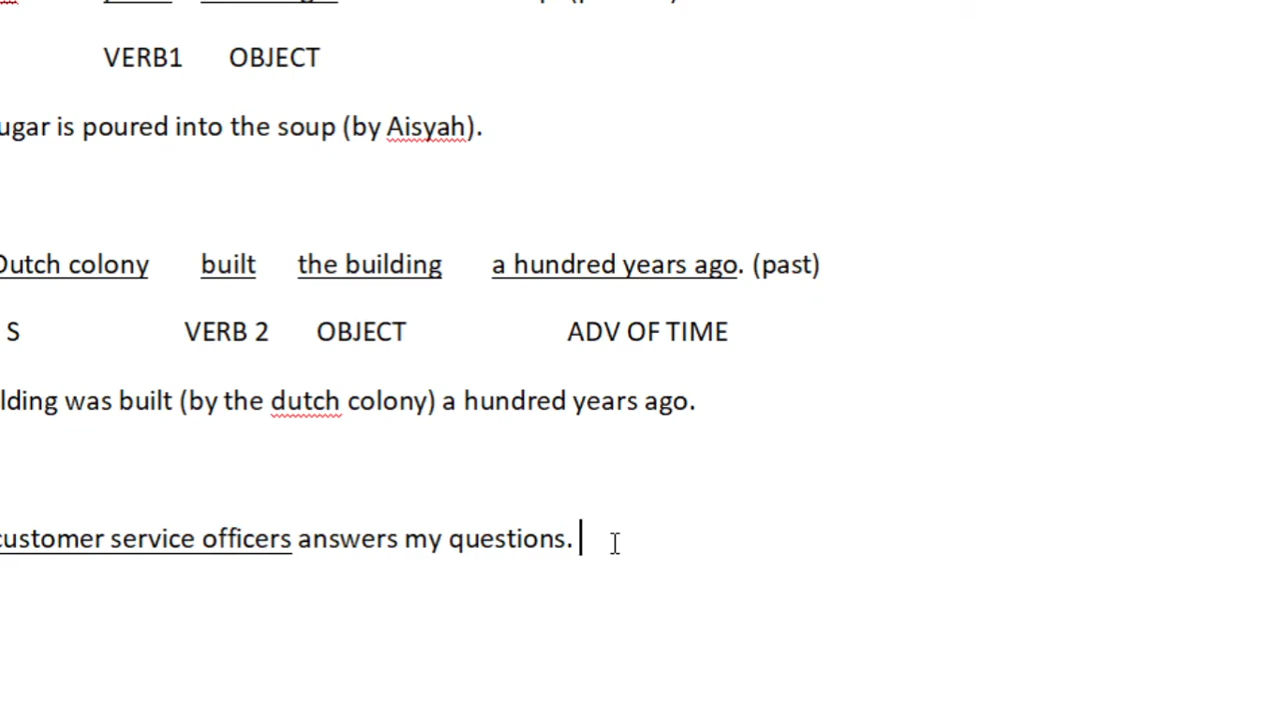 VERB1 OBJECT
ugar is poured into the soup (by Aisyah).
Dutch colony built the building a hundred years ago. (past)
S VERB 2 OBJECT ADV OF TIME
lding was built (by the dutch colony) a hundred years ago.
customer service officers answers my questions.